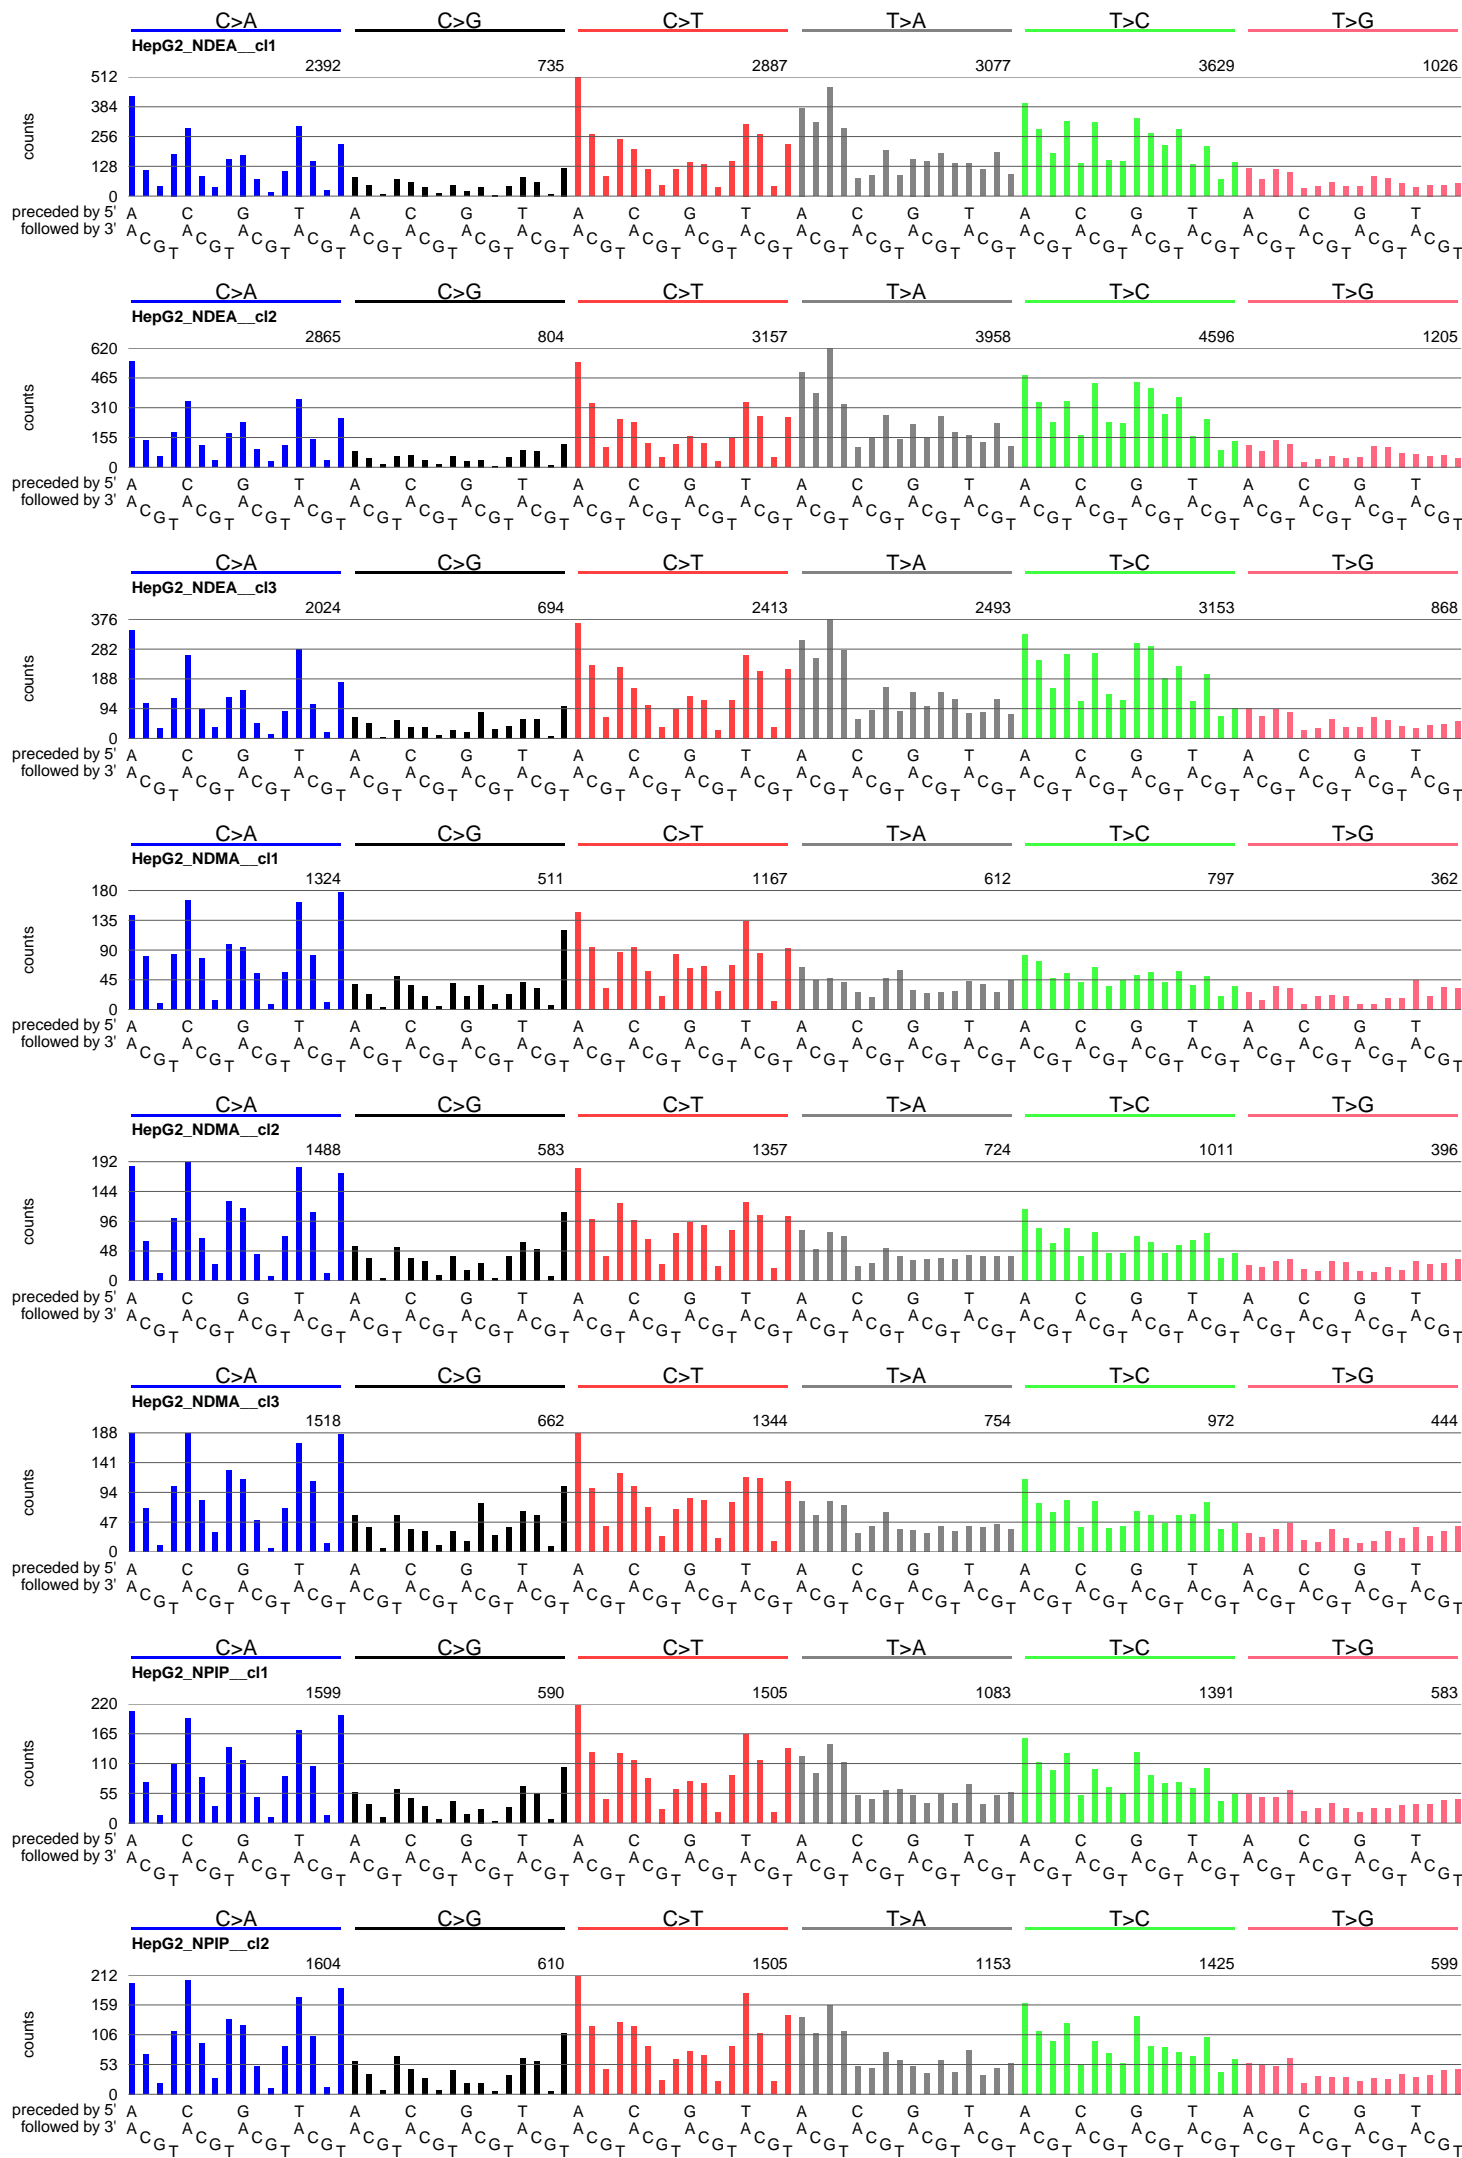 C>A C>G C>T T>A T>C T>G
HepG2_NDEA__cl1
2392 735 2887 3077 3629 1026
512
384
256
128
0
counts
preceded by 5' A C G T A C G T A C G T A C G T A C G T A C G T
followed by 3' A C G T A C G T A C G T A C G T A C G T A C G T A C G T A C G T A C G T A C G T A C G T A C G T A C G T A C G T A C G T A C G T A C G T A C G T A C G T A C G T A C G T A C G T A C G T A C G T
C>A C>G C>T T>A T>C T>G
HepG2_NDEA__cl2
2865 804 3157 3958 4596 1205
620
465
310
155
0
counts
preceded by 5' A C G T A C G T A C G T A C G T A C G T A C G T
followed by 3' A C G T A C G T A C G T A C G T A C G T A C G T A C G T A C G T A C G T A C G T A C G T A C G T A C G T A C G T A C G T A C G T A C G T A C G T A C G T A C G T A C G T A C G T A C G T A C G T
C>A C>G C>T T>A T>C T>G
HepG2_NDEA__cl3
2024 694 2413 2493 3153 868
376
282
188
94
0
counts
preceded by 5' A C G T A C G T A C G T A C G T A C G T A C G T
followed by 3' A C G T A C G T A C G T A C G T A C G T A C G T A C G T A C G T A C G T A C G T A C G T A C G T A C G T A C G T A C G T A C G T A C G T A C G T A C G T A C G T A C G T A C G T A C G T A C G T
C>A C>G C>T T>A T>C T>G
HepG2_NDMA__cl1
1324 511 1167 612 797 362
180
135
90
45
0
counts
preceded by 5' A C G T A C G T A C G T A C G T A C G T A C G T
followed by 3' A C G T A C G T A C G T A C G T A C G T A C G T A C G T A C G T A C G T A C G T A C G T A C G T A C G T A C G T A C G T A C G T A C G T A C G T A C G T A C G T A C G T A C G T A C G T A C G T
C>A C>G C>T T>A T>C T>G
HepG2_NDMA__cl2
1488 583 1357 724 1011 396
192
144
96
48
0
counts
preceded by 5' A C G T A C G T A C G T A C G T A C G T A C G T
followed by 3' A C G T A C G T A C G T A C G T A C G T A C G T A C G T A C G T A C G T A C G T A C G T A C G T A C G T A C G T A C G T A C G T A C G T A C G T A C G T A C G T A C G T A C G T A C G T A C G T
C>A C>G C>T T>A T>C T>G
HepG2_NDMA__cl3
1518 662 1344 754 972 444
188
141
94
47
0
counts
preceded by 5' A C G T A C G T A C G T A C G T A C G T A C G T
followed by 3' A C G T A C G T A C G T A C G T A C G T A C G T A C G T A C G T A C G T A C G T A C G T A C G T A C G T A C G T A C G T A C G T A C G T A C G T A C G T A C G T A C G T A C G T A C G T A C G T
C>A C>G C>T T>A T>C T>G
HepG2_NPIP__cl1
1599 590 1505 1083 1391 583
220
165
110
55
0
counts
preceded by 5' A C G T A C G T A C G T A C G T A C G T A C G T
followed by 3' A C G T A C G T A C G T A C G T A C G T A C G T A C G T A C G T A C G T A C G T A C G T A C G T A C G T A C G T A C G T A C G T A C G T A C G T A C G T A C G T A C G T A C G T A C G T A C G T
C>A C>G C>T T>A T>C T>G
HepG2_NPIP__cl2
1604 610 1505 1153 1425 599
212
159
106
53
0
counts
preceded by 5' A C G T A C G T A C G T A C G T A C G T A C G T
followed by 3' A C G T A C G T A C G T A C G T A C G T A C G T A C G T A C G T A C G T A C G T A C G T A C G T A C G T A C G T A C G T A C G T A C G T A C G T A C G T A C G T A C G T A C G T A C G T A C G T